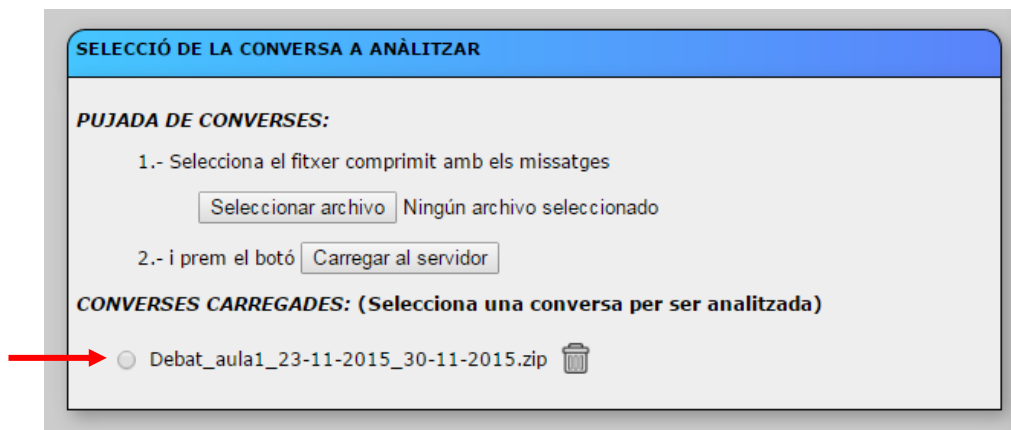 SELECCIÓ DE LA CONVERSA A ANÀLITZAR
PUJADA DE CONVERSES:
1.- Selecciona el fitxer comprimit amb els missatges
Seleccionar archivo Ningún archivo seleccionado
2.- i prem el botó Carregar al servidor
CONVERSES CARREGADES: (Selecciona una conversa per ser analitzada)
Debat_aula1_23-11-2015_30-11-2015.zip